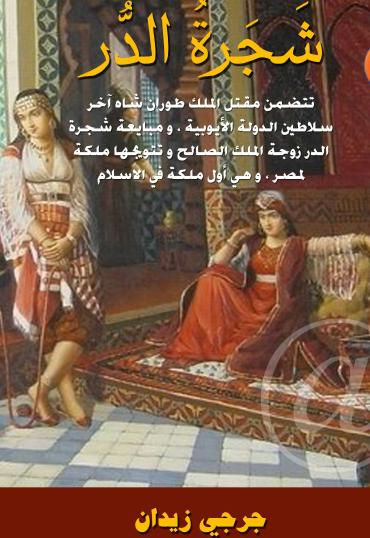 شَجَرَةُ الدُّر
تتضمن مقتل الملك طوران شاه آخر
سلاطين الدولة الأيوبية ، و مبايعة شجرة
الدر زوجة الملك الصالح و تتويجها ملكة
لمصر ، و هي أول ملكة في الاسلام
@
جرجي زيدان